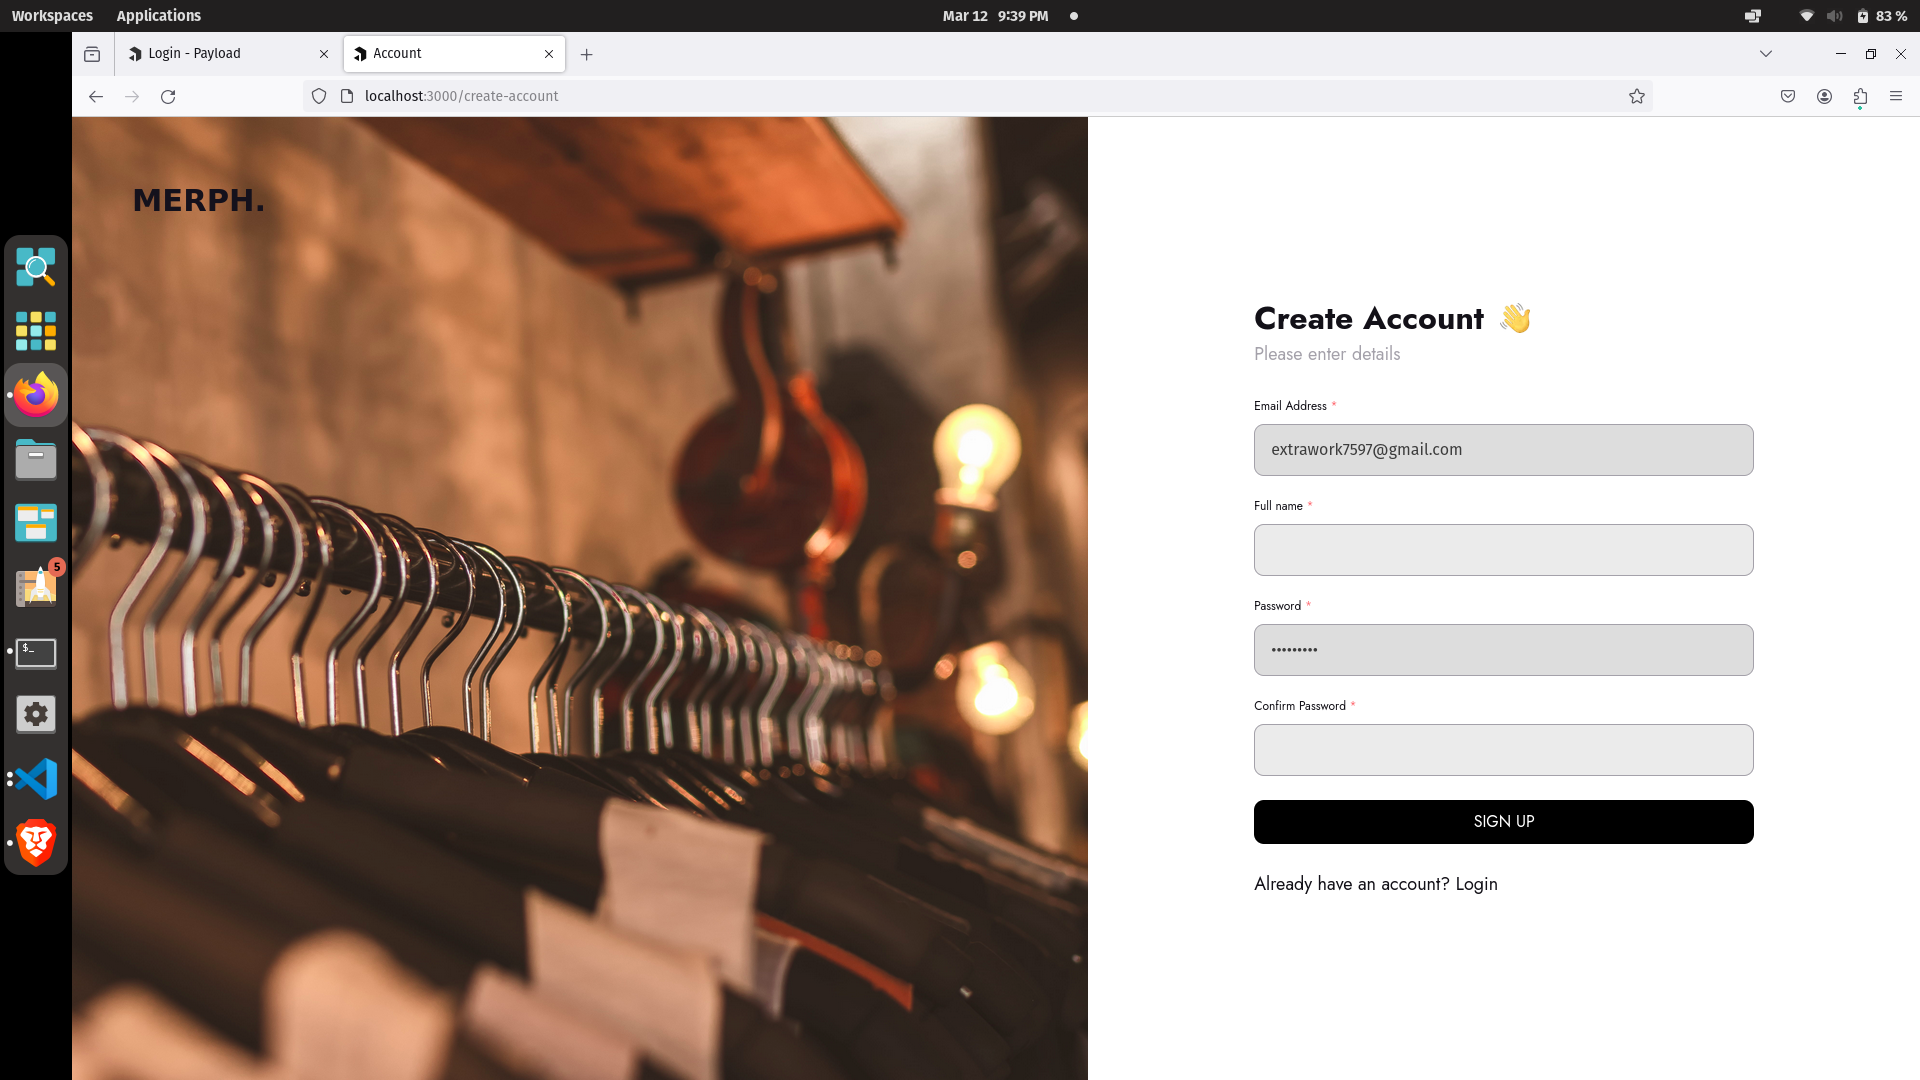 Workspaces Applications Mar 12 9:39 PM 83 %
Login - Payload Account
localhost:3000/create-account
MERPH.
Create Account 👋
Please enter details
Email Address *
extrawork7597@gmail.com
Full name *
Password *
•••••••••
Confirm Password *
SIGN UP
Already have an account? Login
5
$_